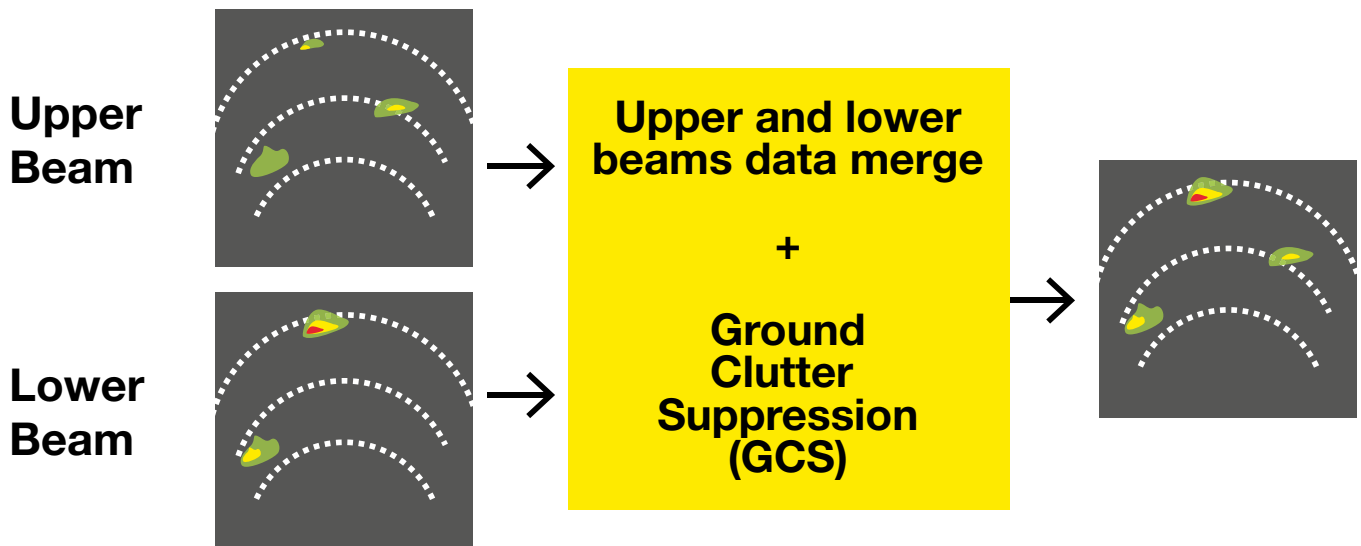 Upper
Beam
Upper and lower
beams data merge
+
Ground
Clutter
Suppression
(GCS)
Lower
Beam